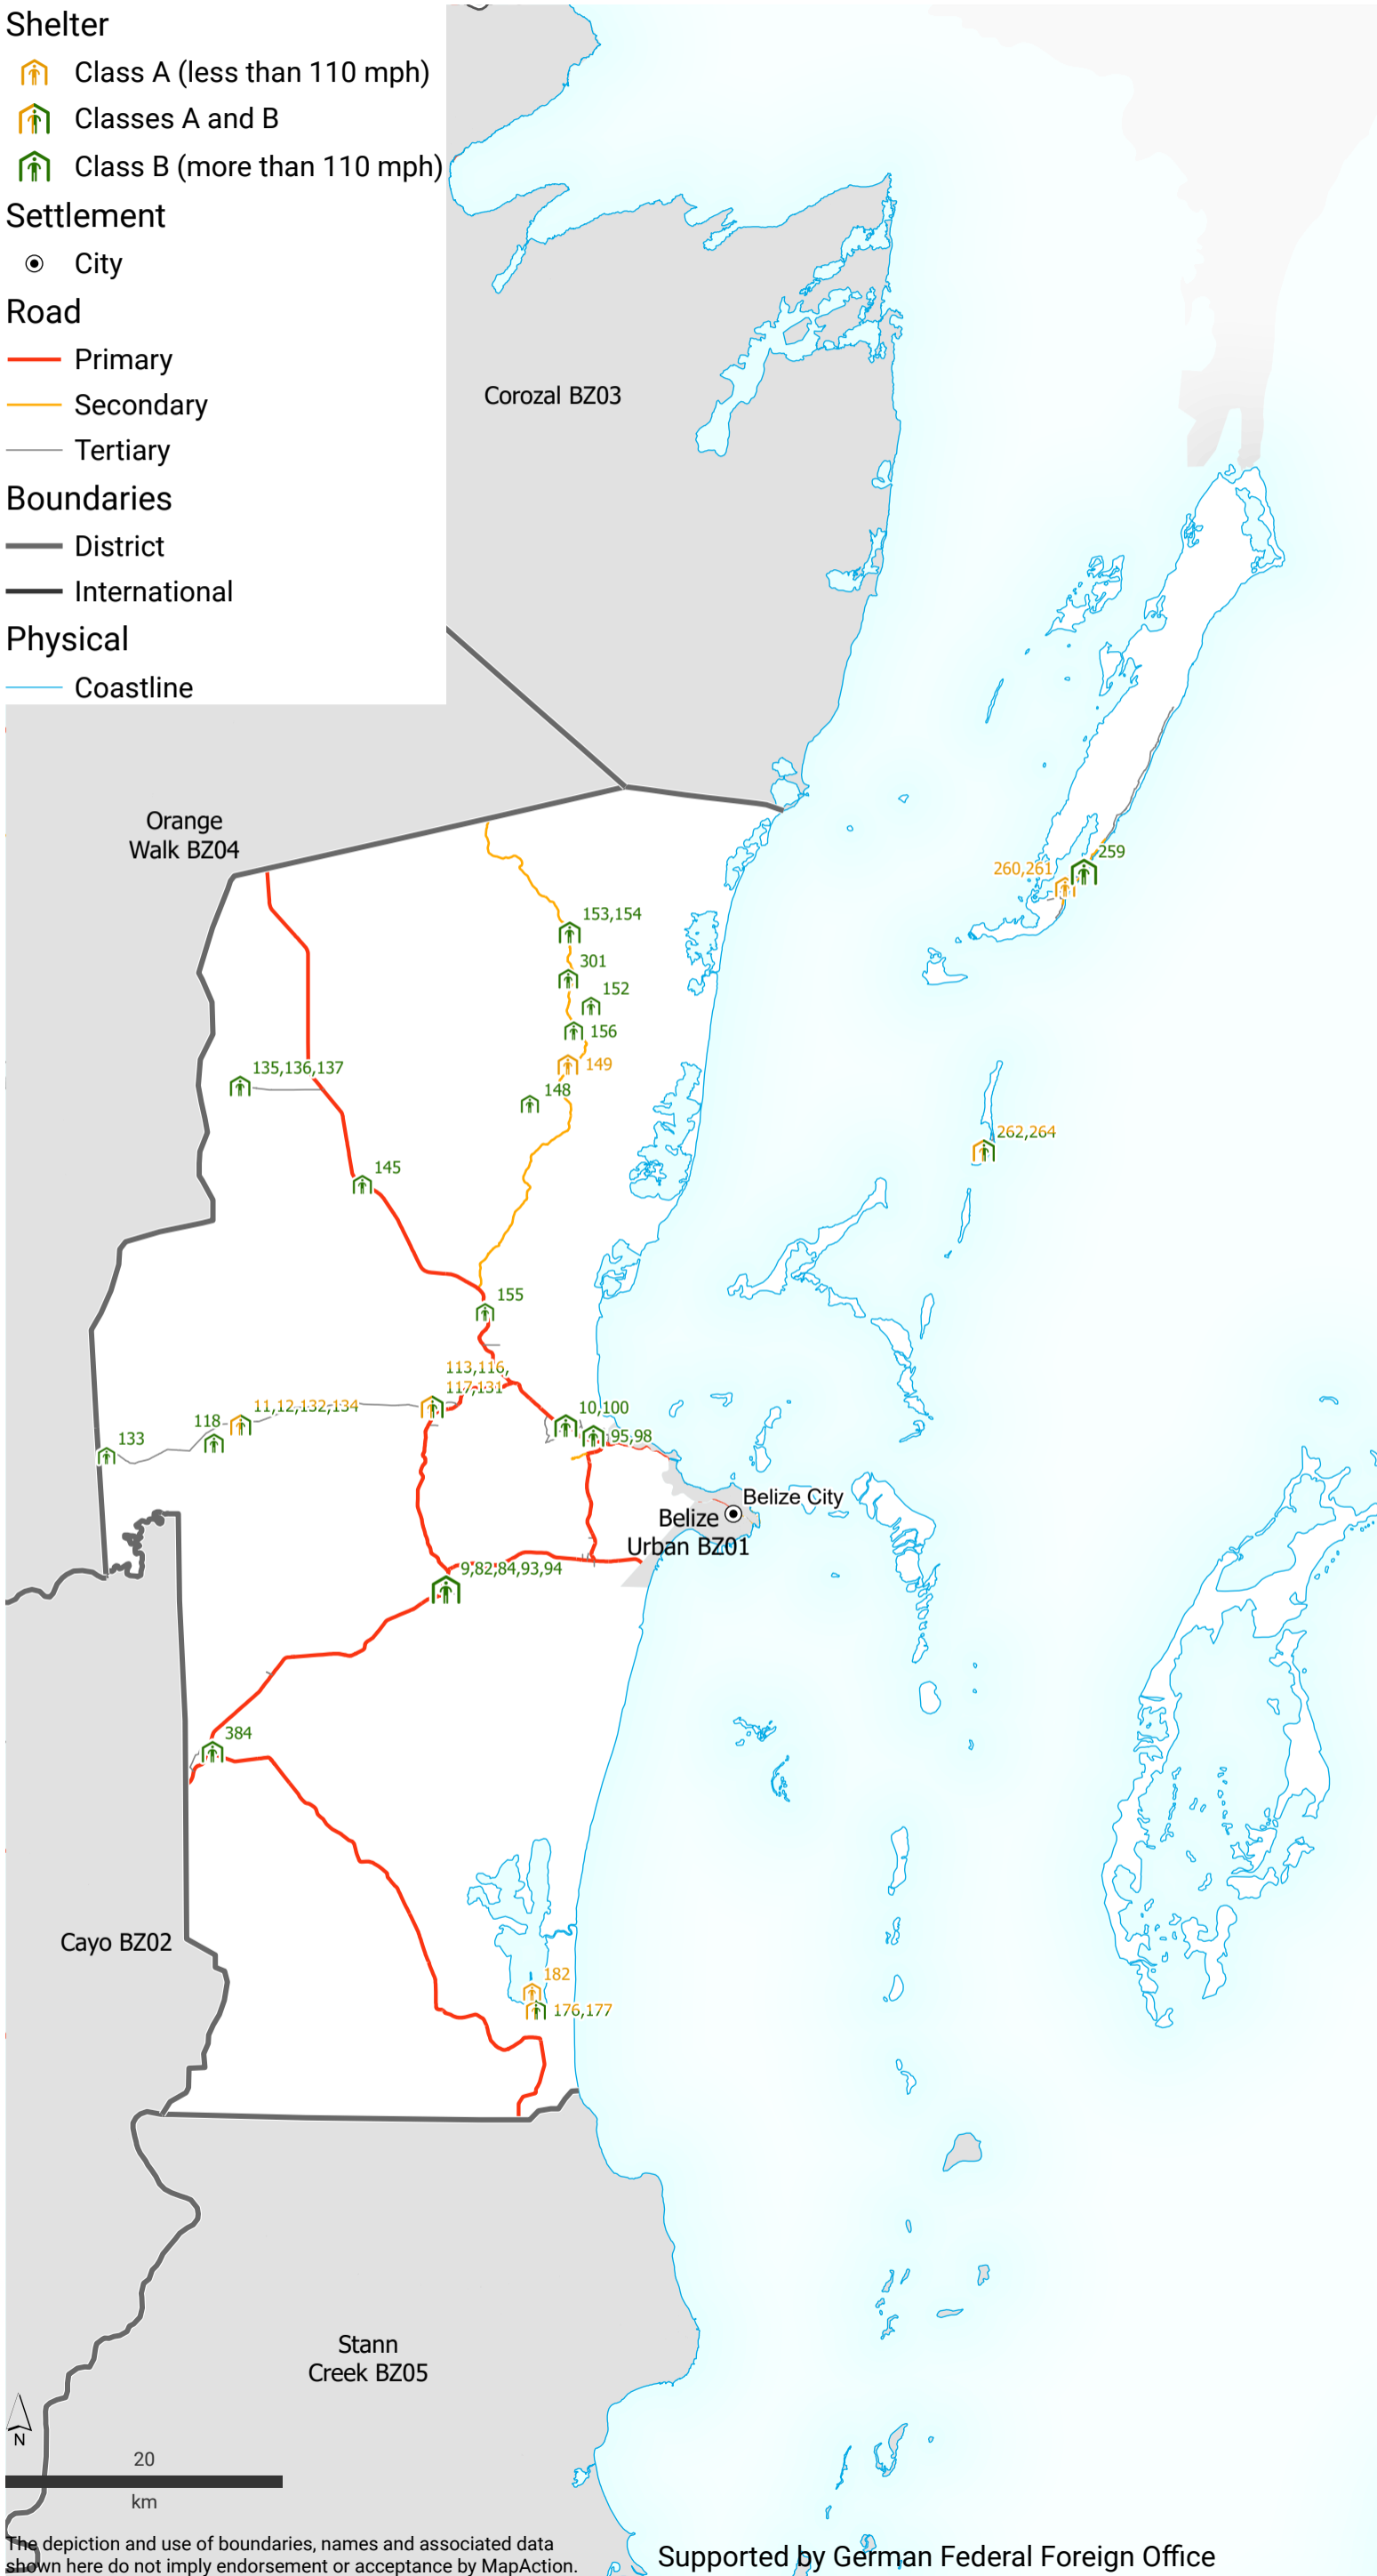 Shelter
Class A (less than 110 mph)
Classes A and B
Class B (more than 110 mph)
Settlement
City
Road
Primary
Secondary
Tertiary
Boundaries
District
International
Physical
Coastline
Corozal BZ03
Orange
Walk BZ04
259
260,261
153,154
301
152
156
149
135,136,137
148
262,264
145
155
113,116,
117,131
11,12,132,134
10,100
118
95,98
133
Belize City
Belize
Urban BZ01
9,82,84,93,94
384
Cayo BZ02
182
176,177
Stann
Creek BZ05
N
20
km
The depiction and use of boundaries, names and associated data
shown here do not imply endorsement or acceptance by MapAction.
Supported by German Federal Foreign Office